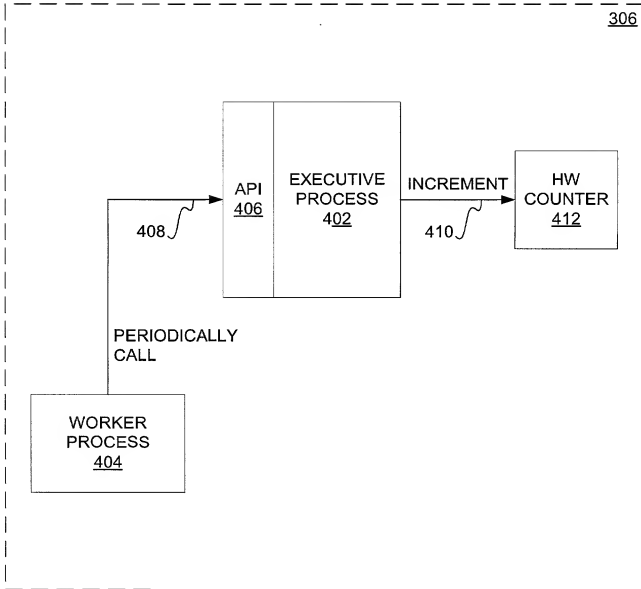 306
API
406
EXECUTIVE
PROCESS
402
INCREMENT
HW
COUNTER
412
408
410
PERIODICALLY
CALL
WORKER
PROCESS
404